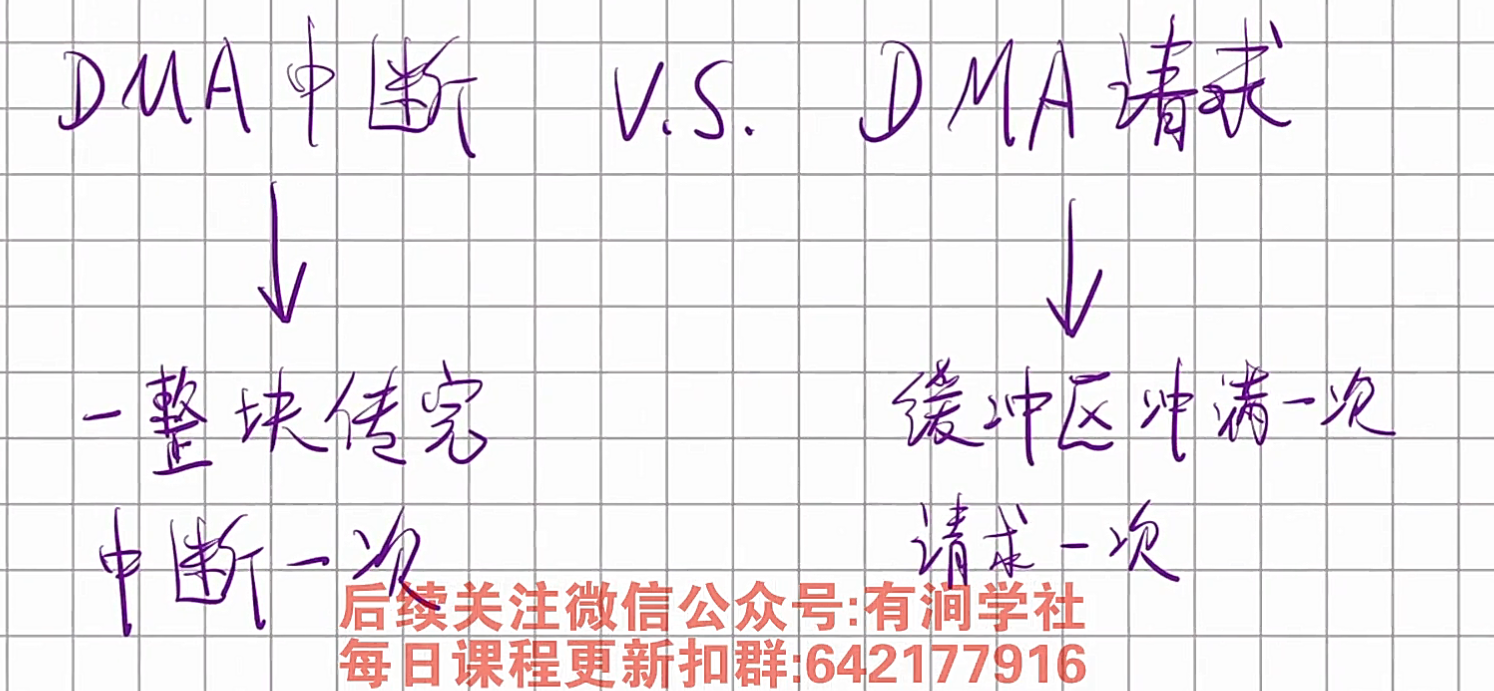 DMA中断 V.S. DMA请求
一整块传完
中断一次
缓冲区冲满一次
请求一次
后续关注微信公众号:有涧学社
每日课程更新扣群:642177916